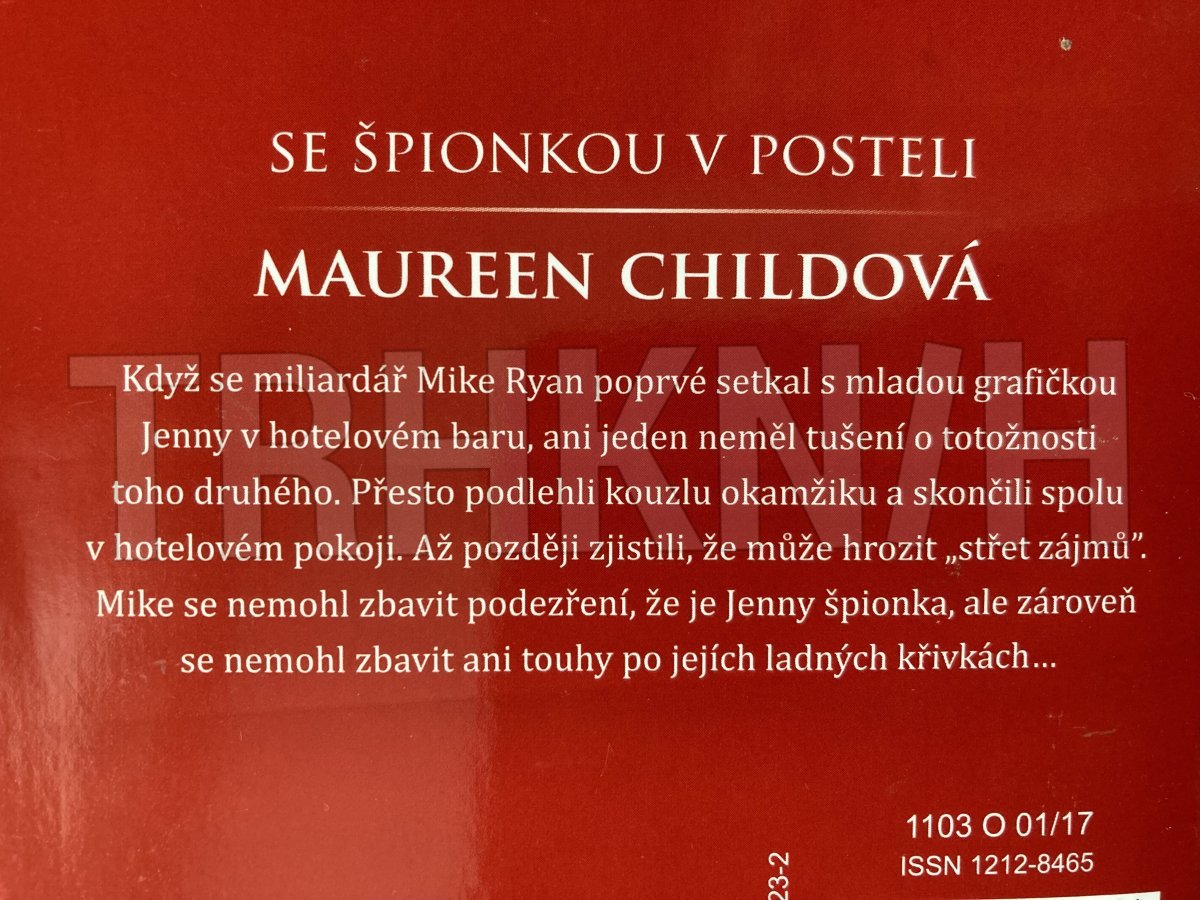 SE ŠPIONKOU V POSTELI
MAUREEN CHILDOVÁ
TRHKN/H
Když se miliardář Mike Ryan poprvé setkal s mladou grafičkou
Jenny v hotelovém baru, ani jeden neměl tušení o totožnosti
toho druhého. Přesto podlehli kouzlu okamžiku a skončili spolu
v hotelovém pokoji. Až později zjistili, že může hrozit „střet zájmů”.
Mike se nemohl zbavit podezření, že je Jenny špionka, ale zároveň
se nemohl zbavit ani touhy po jejích ladných křivkách...
1103 O 01/17
ISSN 1212-8465
23-2